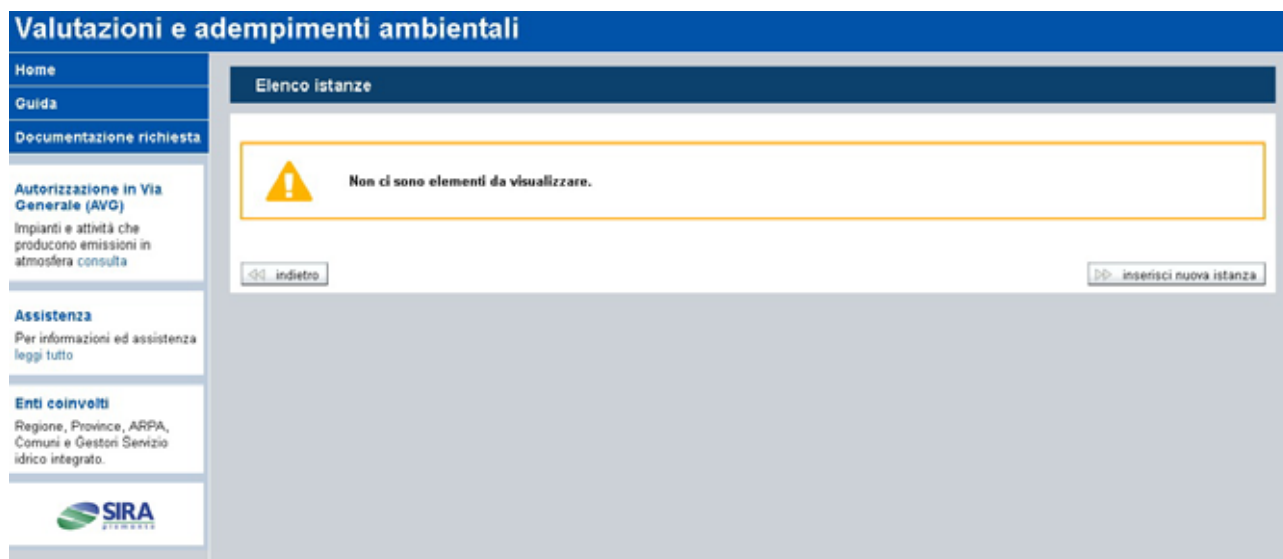 Valutazioni e adempimenti ambientali
Home
Guida
Documentazione richiesta
Autorizzazione in Via
Generale (AVG)
Impianti e attività che
producono emissioni in
atmosfera consulta
Assistenza
Per informazioni ed assistenza
leggi tutto
Enti coinvolti
Regione, Province, ARPA,
Comuni e Gestori Servizio
idrico integrato.
SIRA
piemonte
Elenco istanze
Non ci sono elementi da visualizzare.
indietro
inserisci nuova istanza